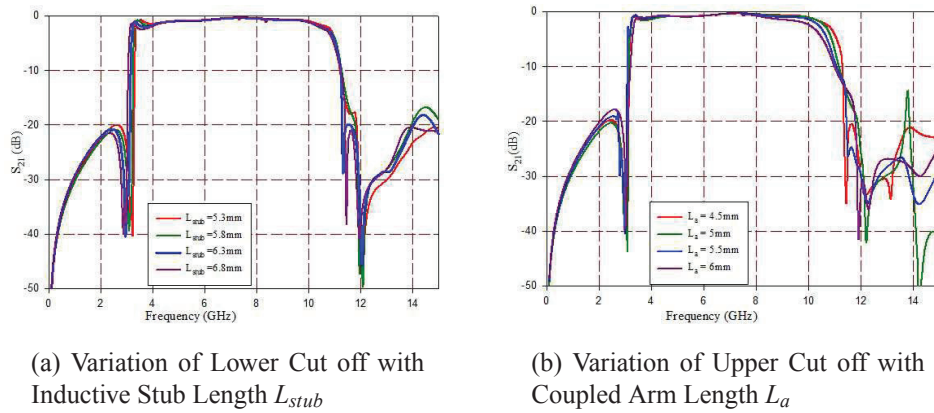 0
-10
-20
-30
-40
-50
S21 (dB)
0 2 4 6 8 10 12 14
Frequency (GHz)
Lstub =5.3mm
Lstub =5.8mm
Lstub =6.3mm
Lstub =6.8mm
(a) Variation of Lower Cut off with
Inductive Stub Length Lstub
0
-10
-20
-30
-40
-50
S21(dB)
0 2 4 6 8 10 12 14
Frequency (GHz)
La = 4.5mm
La = 5mm
La = 5.5mm
La = 6mm
(b) Variation of Upper Cut off with
Coupled Arm Length La